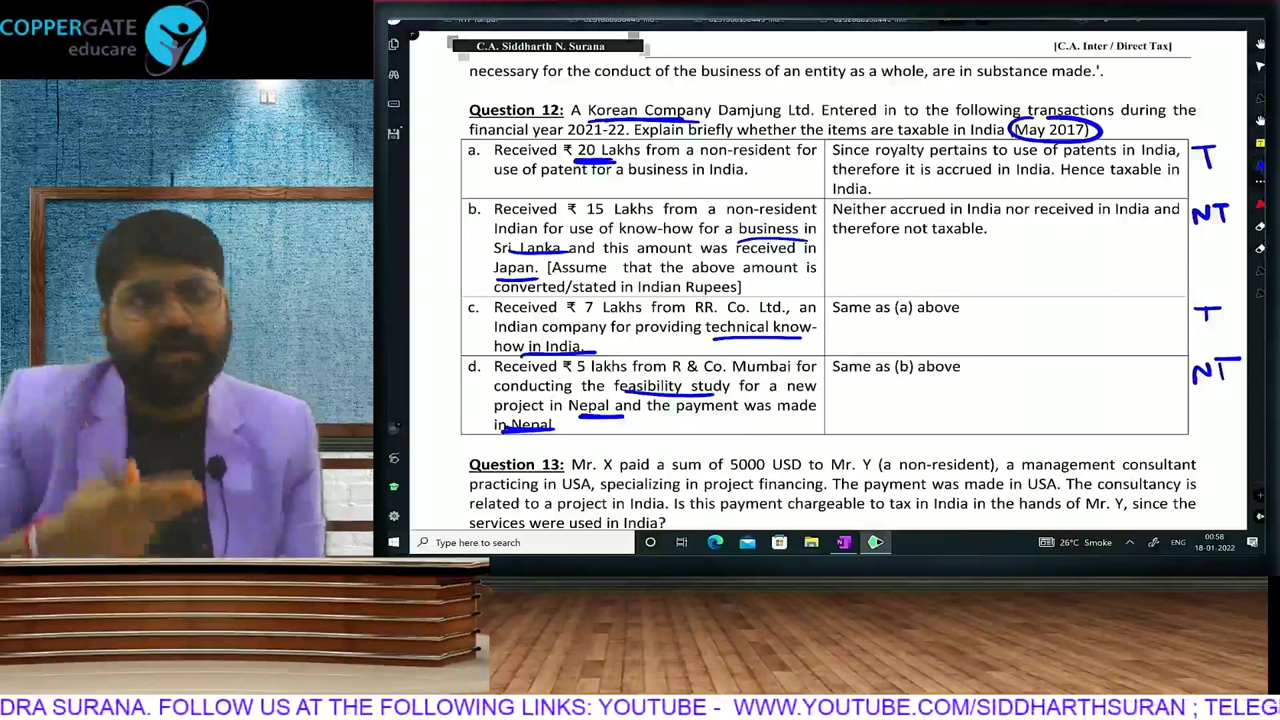 COPPERGATE
educare
C.A. Siddharth N. Surana
[C.A. Inter / Direct Tax]
necessary for the conduct of the business of an entity as a whole, are in substance made.'.
Question 12: A Korean Company Damjung Ltd. Entered in to the following transactions during the
financial year 2021-22. Explain briefly whether the items are taxable in India (May 2017)
a. Received ₹ 20 Lakhs from a non-resident for
use of patent for a business in India.
Since royalty pertains to use of patents in India,
therefore it is accrued in India. Hence taxable in
India.
T
b. Received ₹ 15 Lakhs from a non-resident
Indian for use of know-how for a business in
Sri Lanka and this amount was received in
Japan. [Assume that the above amount is
converted/stated in Indian Rupees]
Neither accrued in India nor received in India and
therefore not taxable.
NT
c. Received ₹ 7 Lakhs from RR. Co. Ltd., an
Indian company for providing technical know-
how in India.
Same as (a) above
T
d. Received ₹ 5 lakhs from R & Co. Mumbai for
conducting the feasibility study for a new
project in Nepal and the payment was made
in Nepal
Same as (b) above
NT
Question 13: Mr. X paid a sum of 5000 USD to Mr. Y (a non-resident), a management consultant
practicing in USA, specializing in project financing. The payment was made in USA. The consultancy is
related to a project in India. Is this payment chargeable to tax in India in the hands of Mr. Y, since the
services were used in India?
Type here to search
26°C Smoke
ENG
00:58
18-01-2022
DRA SURANA. FOLLOW US AT THE FOLLOWING LINKS: YOUTUBE - WWW.YOUTUBE.COM/SIDDHARTHSURAN ; TELEG